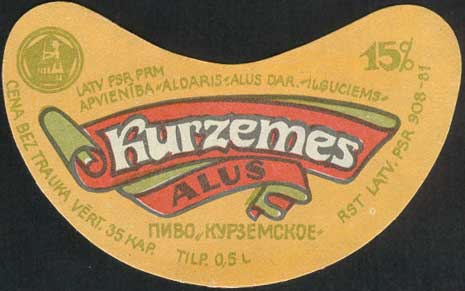 LATV. PSR PRM
APVIENĪBA „ALDARIS" ALUS DAR. „IĻĢUCIEMS"
15%
Kurzemes
ALUS
ПИВО „КУРЗЕМСКОЕ"
TILP. 0,5 L
CENA BEZ TRAUKA VĒRT. 35 KAP.
RST LATV. PSR 908-81